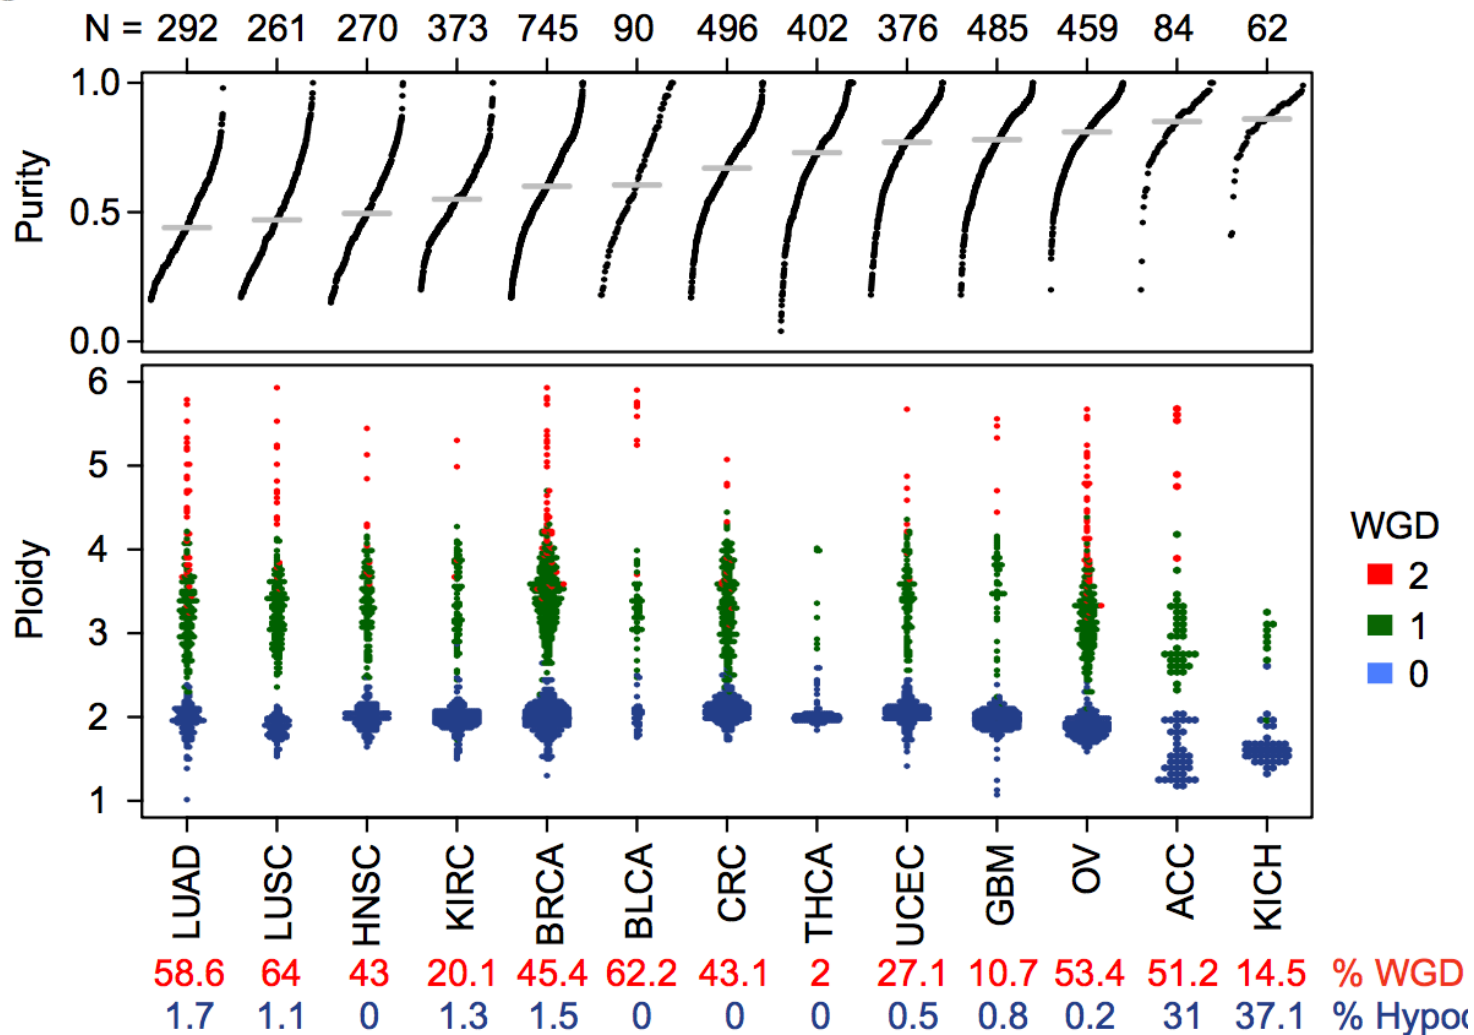 N = 292 261 270 373 745 90 496 402 376 485 459 84 62
1.0
Purity
0.5
0.0
6
5
4
Ploidy
3
2
1
WGD
2
1
0
LUAD LUSC HNSC KIRC BRCA BLCA CRC THCA UCEC GBM OV ACC KICH
58.6 64 43 20.1 45.4 62.2 43.1 2 27.1 10.7 53.4 51.2 14.5 % WGD
1.7 1.1 0 1.3 1.5 0 0 0 0.5 0.8 0.2 31 37.1 %